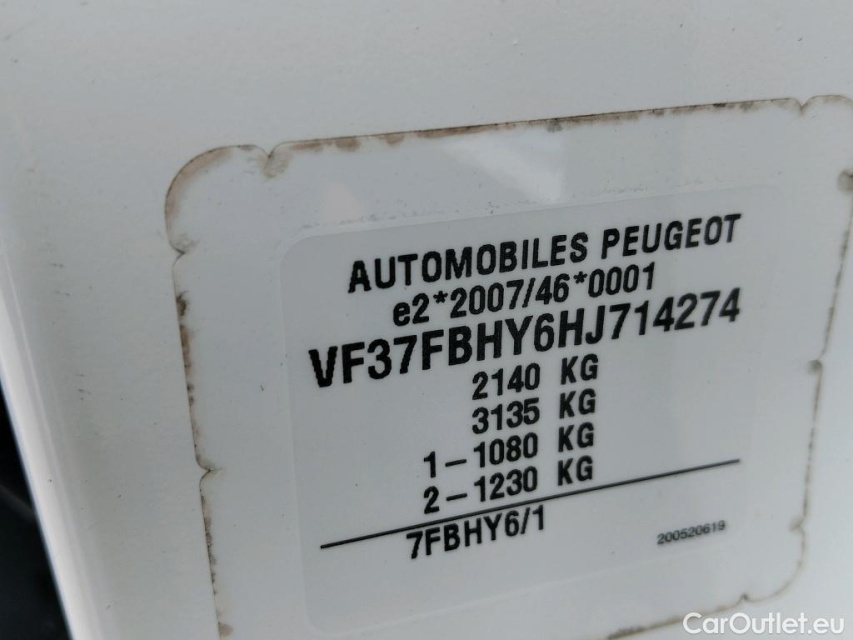 AUTOMOBILES PEUGEOT
e2*2007/46*0001
VF37FBHY6HJ714274
2140 KG
3135 KG
1-1080 KG
2-1230 KG
7FBHY6/1
200520619
CarOutlet.eu